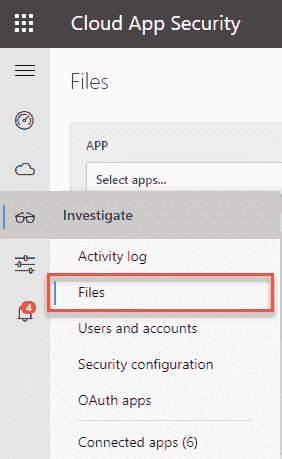 Cloud App Security
Files
APP
Select apps...
Investigate
Activity log
Files
Users and accounts
Security configuration
4
OAuth apps
Connected apps (6)